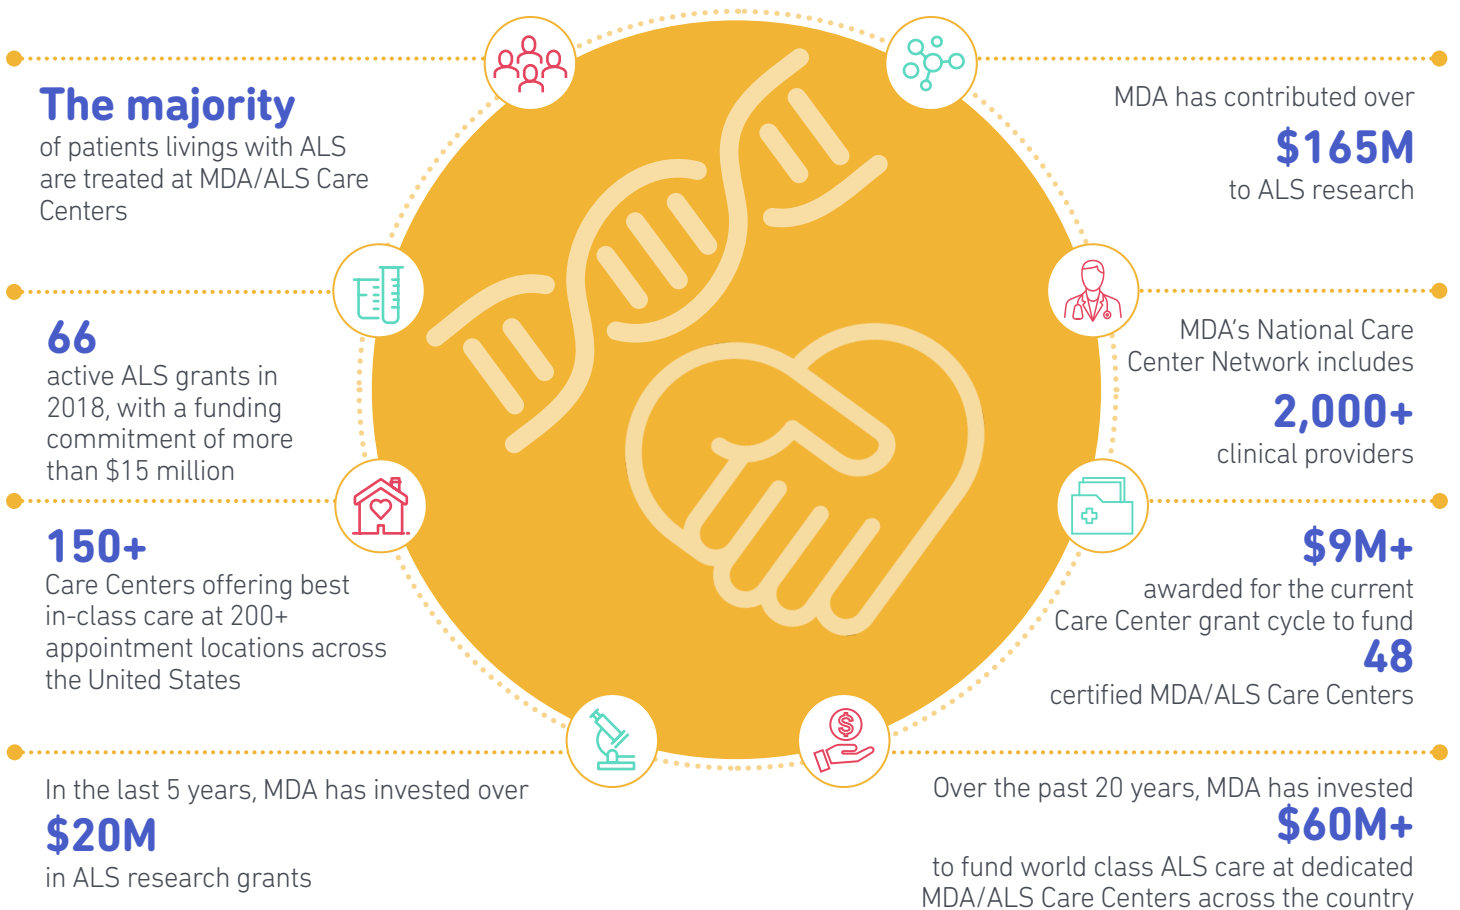 The majority
of patients livings with ALS
are treated at MDA/ALS Care
Centers
66
active ALS grants in
2018, with a funding
commitment of more
than $15 million
150+
Care Centers offering best
in-class care at 200+
appointment locations across
the United States
In the last 5 years, MDA has invested over
$20M
in ALS research grants
MDA has contributed over
$165M
to ALS research
MDA’s National Care
Center Network includes
2,000+
clinical providers
$9M+
awarded for the current
Care Center grant cycle to fund
48
certified MDA/ALS Care Centers
Over the past 20 years, MDA has invested
$60M+
to fund world class ALS care at dedicated
MDA/ALS Care Centers across the country
$